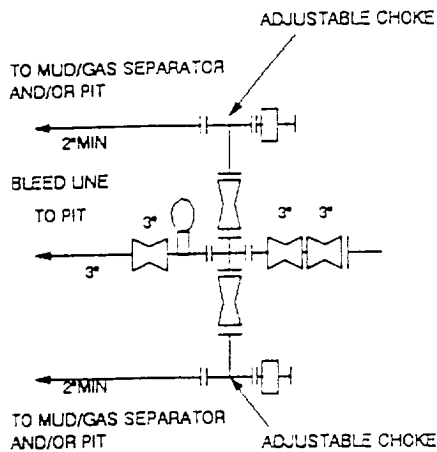 ADJUSTABLE CHOKE
TO MUD/GAS SEPARATOR
AND/OR PIT
2"MIN
BLEED LINE
TO PIT
3"
3" 3"
3"
2"MIN
TO MUD/GAS SEPARATOR
AND/OR PIT
ADJUSTABLE CHOKE